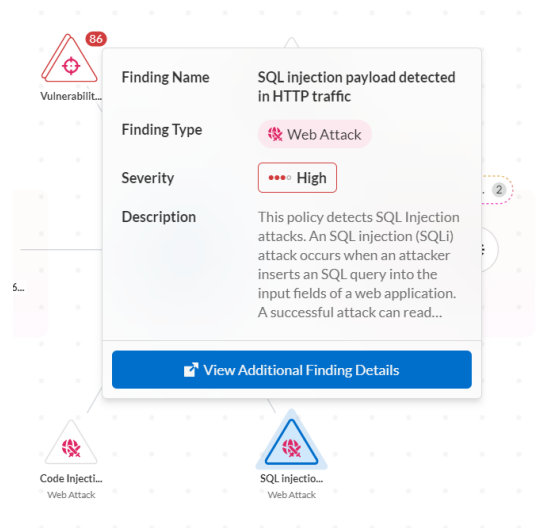 86
Vulnerabilit...
Finding Name
SQL injection payload detected
in HTTP traffic
Finding Type
Web Attack
Severity
High
Description
This policy detects SQL Injection
attacks. An SQL injection (SQLi)
attack occurs when an attacker
inserts an SQL query into the
input fields of a web application.
A successful attack can read...
View Additional Finding Details
2
6...
Code Injecti...
Web Attack
SQL injectio...
Web Attack